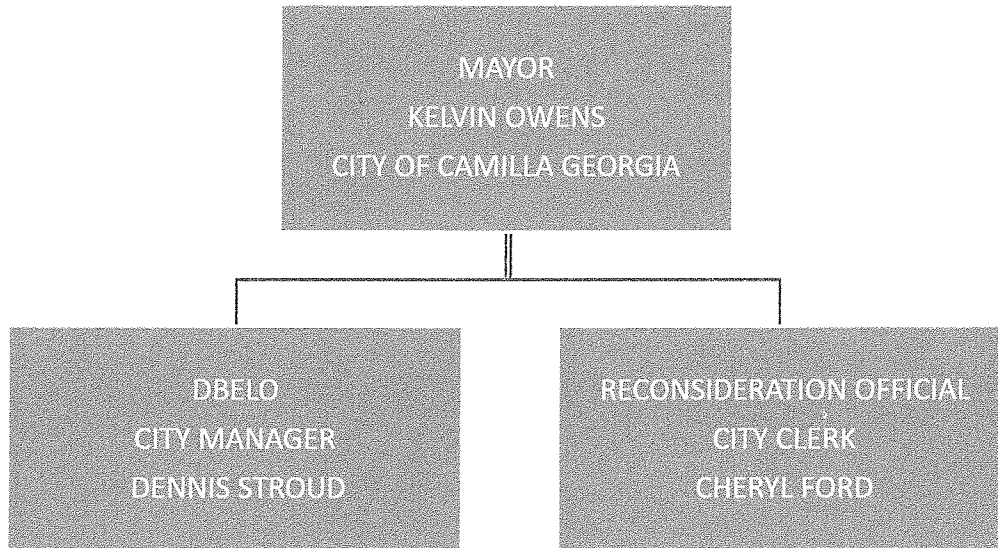 MAYOR
KELVIN OWENS
CITY OF CAMILLA GEORGIA
DBELO
CITY MANAGER
DENNIS STROUD
RECONSIDERATION OFFICIAL
CITY CLERK
CHERYL FORD